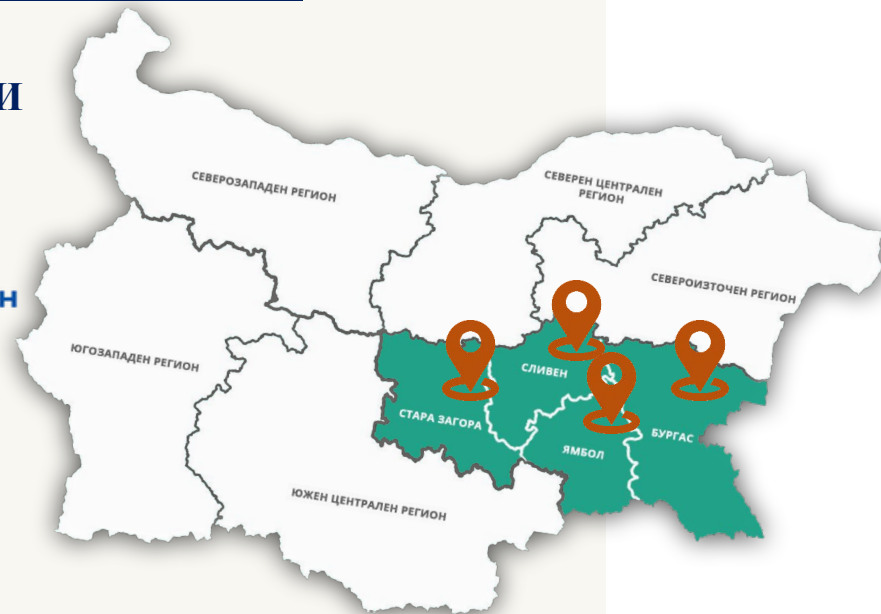 И
СЕВЕРОЗАПАДЕН РЕГИОН
СЕВЕРЕН ЦЕНТРАЛЕН
РЕГИОН
СЕВЕРОИЗТОЧЕН РЕГИОН
н
ЮГОЗАПАДЕН РЕГИОН
СЛИВЕН
СТАРА ЗАГОРА
БУРГАС
ЯМБОЛ
ЮЖЕН ЦЕНТРАЛЕН РЕГИОН